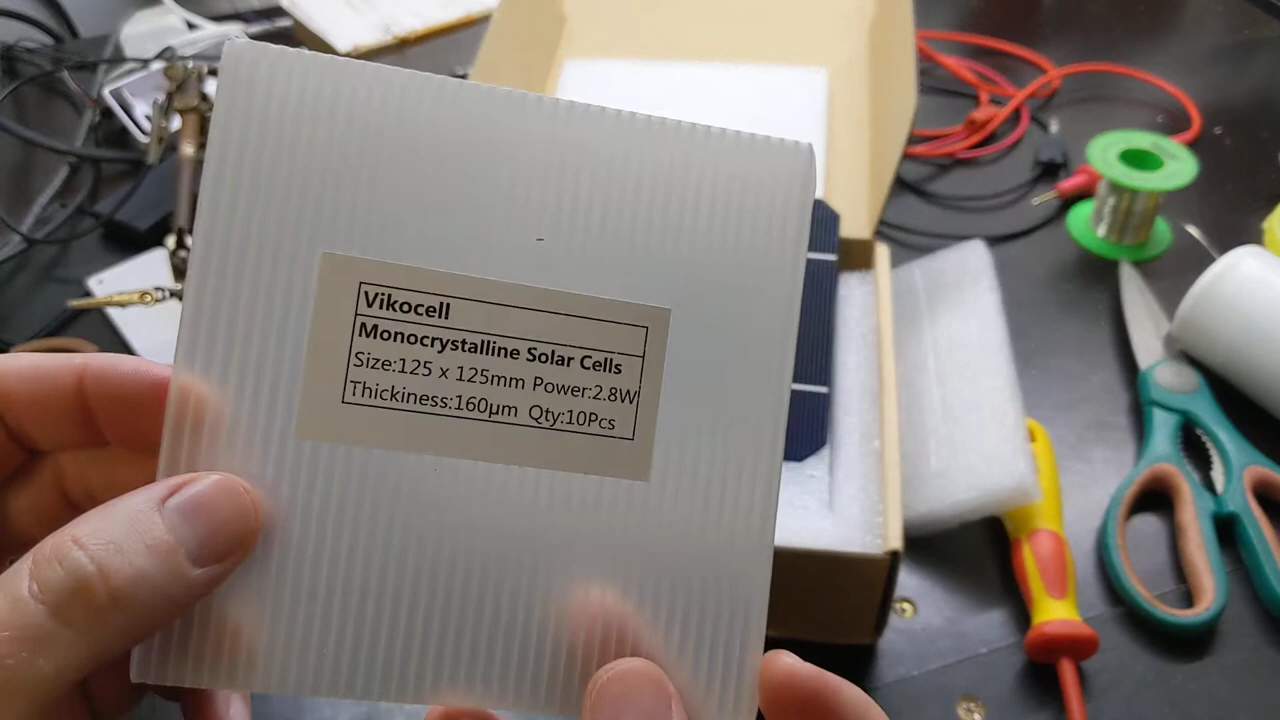 Vikocell
Monocrystalline Solar Cells
Size:125 x 125mm Power:2.8W
Thickiness:160μm Qty:10Pcs